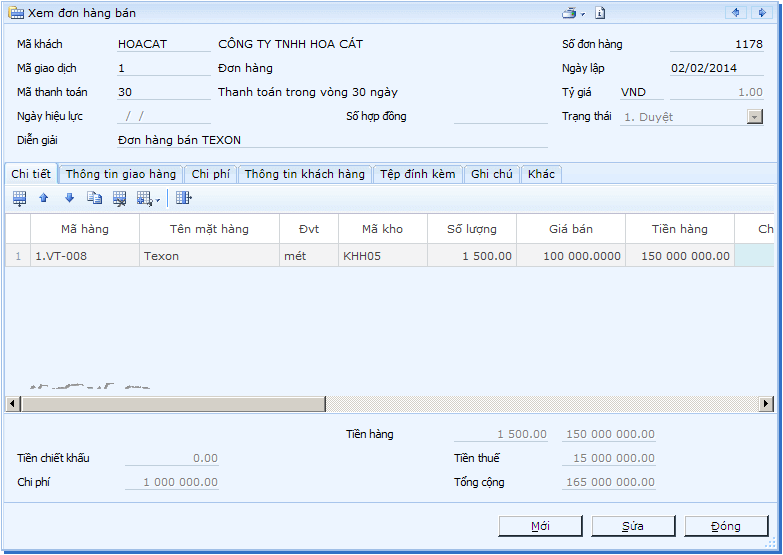 Xem đơn hàng bán
Mã khách HOACAT CÔNG TY TNHH HOA CÁT Số đơn hàng 1178
Mã giao dịch 1 Đơn hàng Ngày lập 02/02/2014
Mã thanh toán 30 Thanh toán trong vòng 30 ngày Tỷ giá VND 1.00
Ngày hiệu lực / / Số hợp đồng Trạng thái 1. Duyệt
Diễn giải Đơn hàng bán TEXON
Chi tiết Thông tin giao hàng Chi phí Thông tin khách hàng Tệp đính kèm Ghi chú Khác
Mã hàng Tên mặt hàng Đvt Mã kho Số lượng Giá bán Tiền hàng Ch
1 1.VT-008 Texon mét KHH05 1 500.00 100 000.0000 150 000 000.00
Tiền hàng 1 500.00 150 000 000.00
Tiền chiết khấu 0.00 Tiền thuế 15 000 000.00
Chi phí 1 000 000.00 Tổng cộng 165 000 000.00
Mới Sửa Đóng